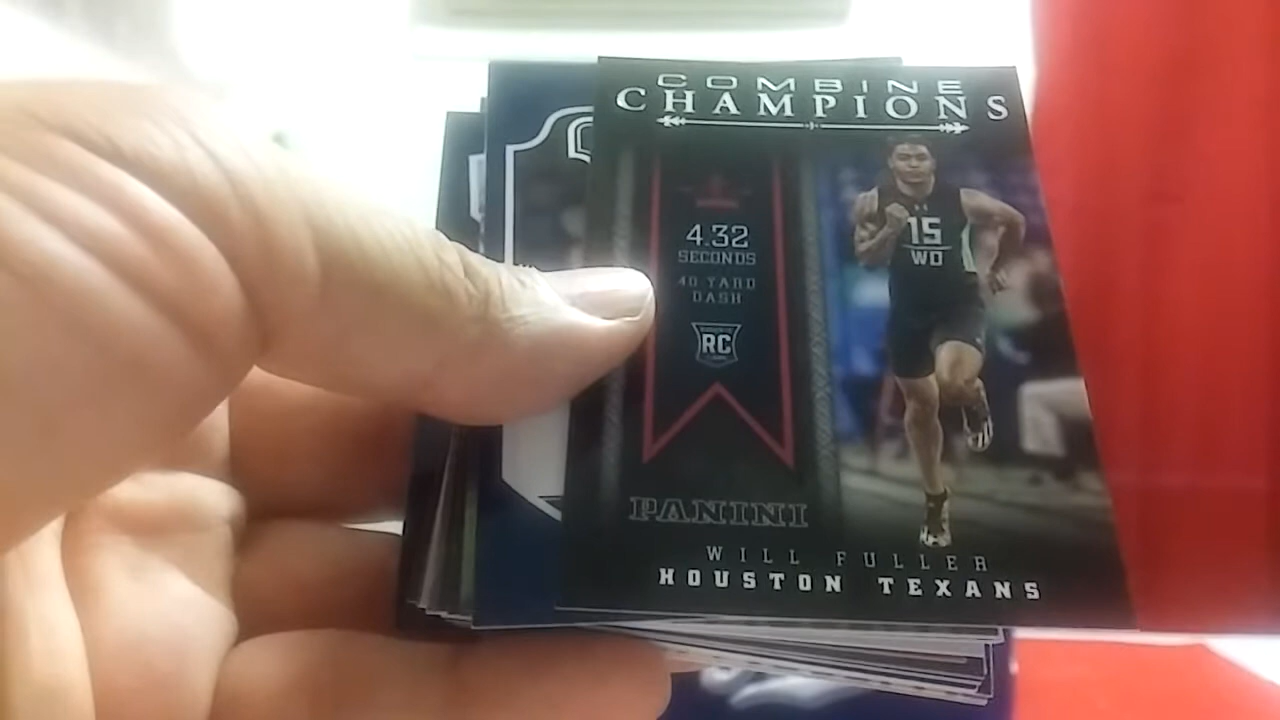 COMBINE
CHAMPIONS
4.32
SECONDS
40 YARD
DASH
RC
15
WO
PANINI
WILL FULLER
HOUSTON TEXANS